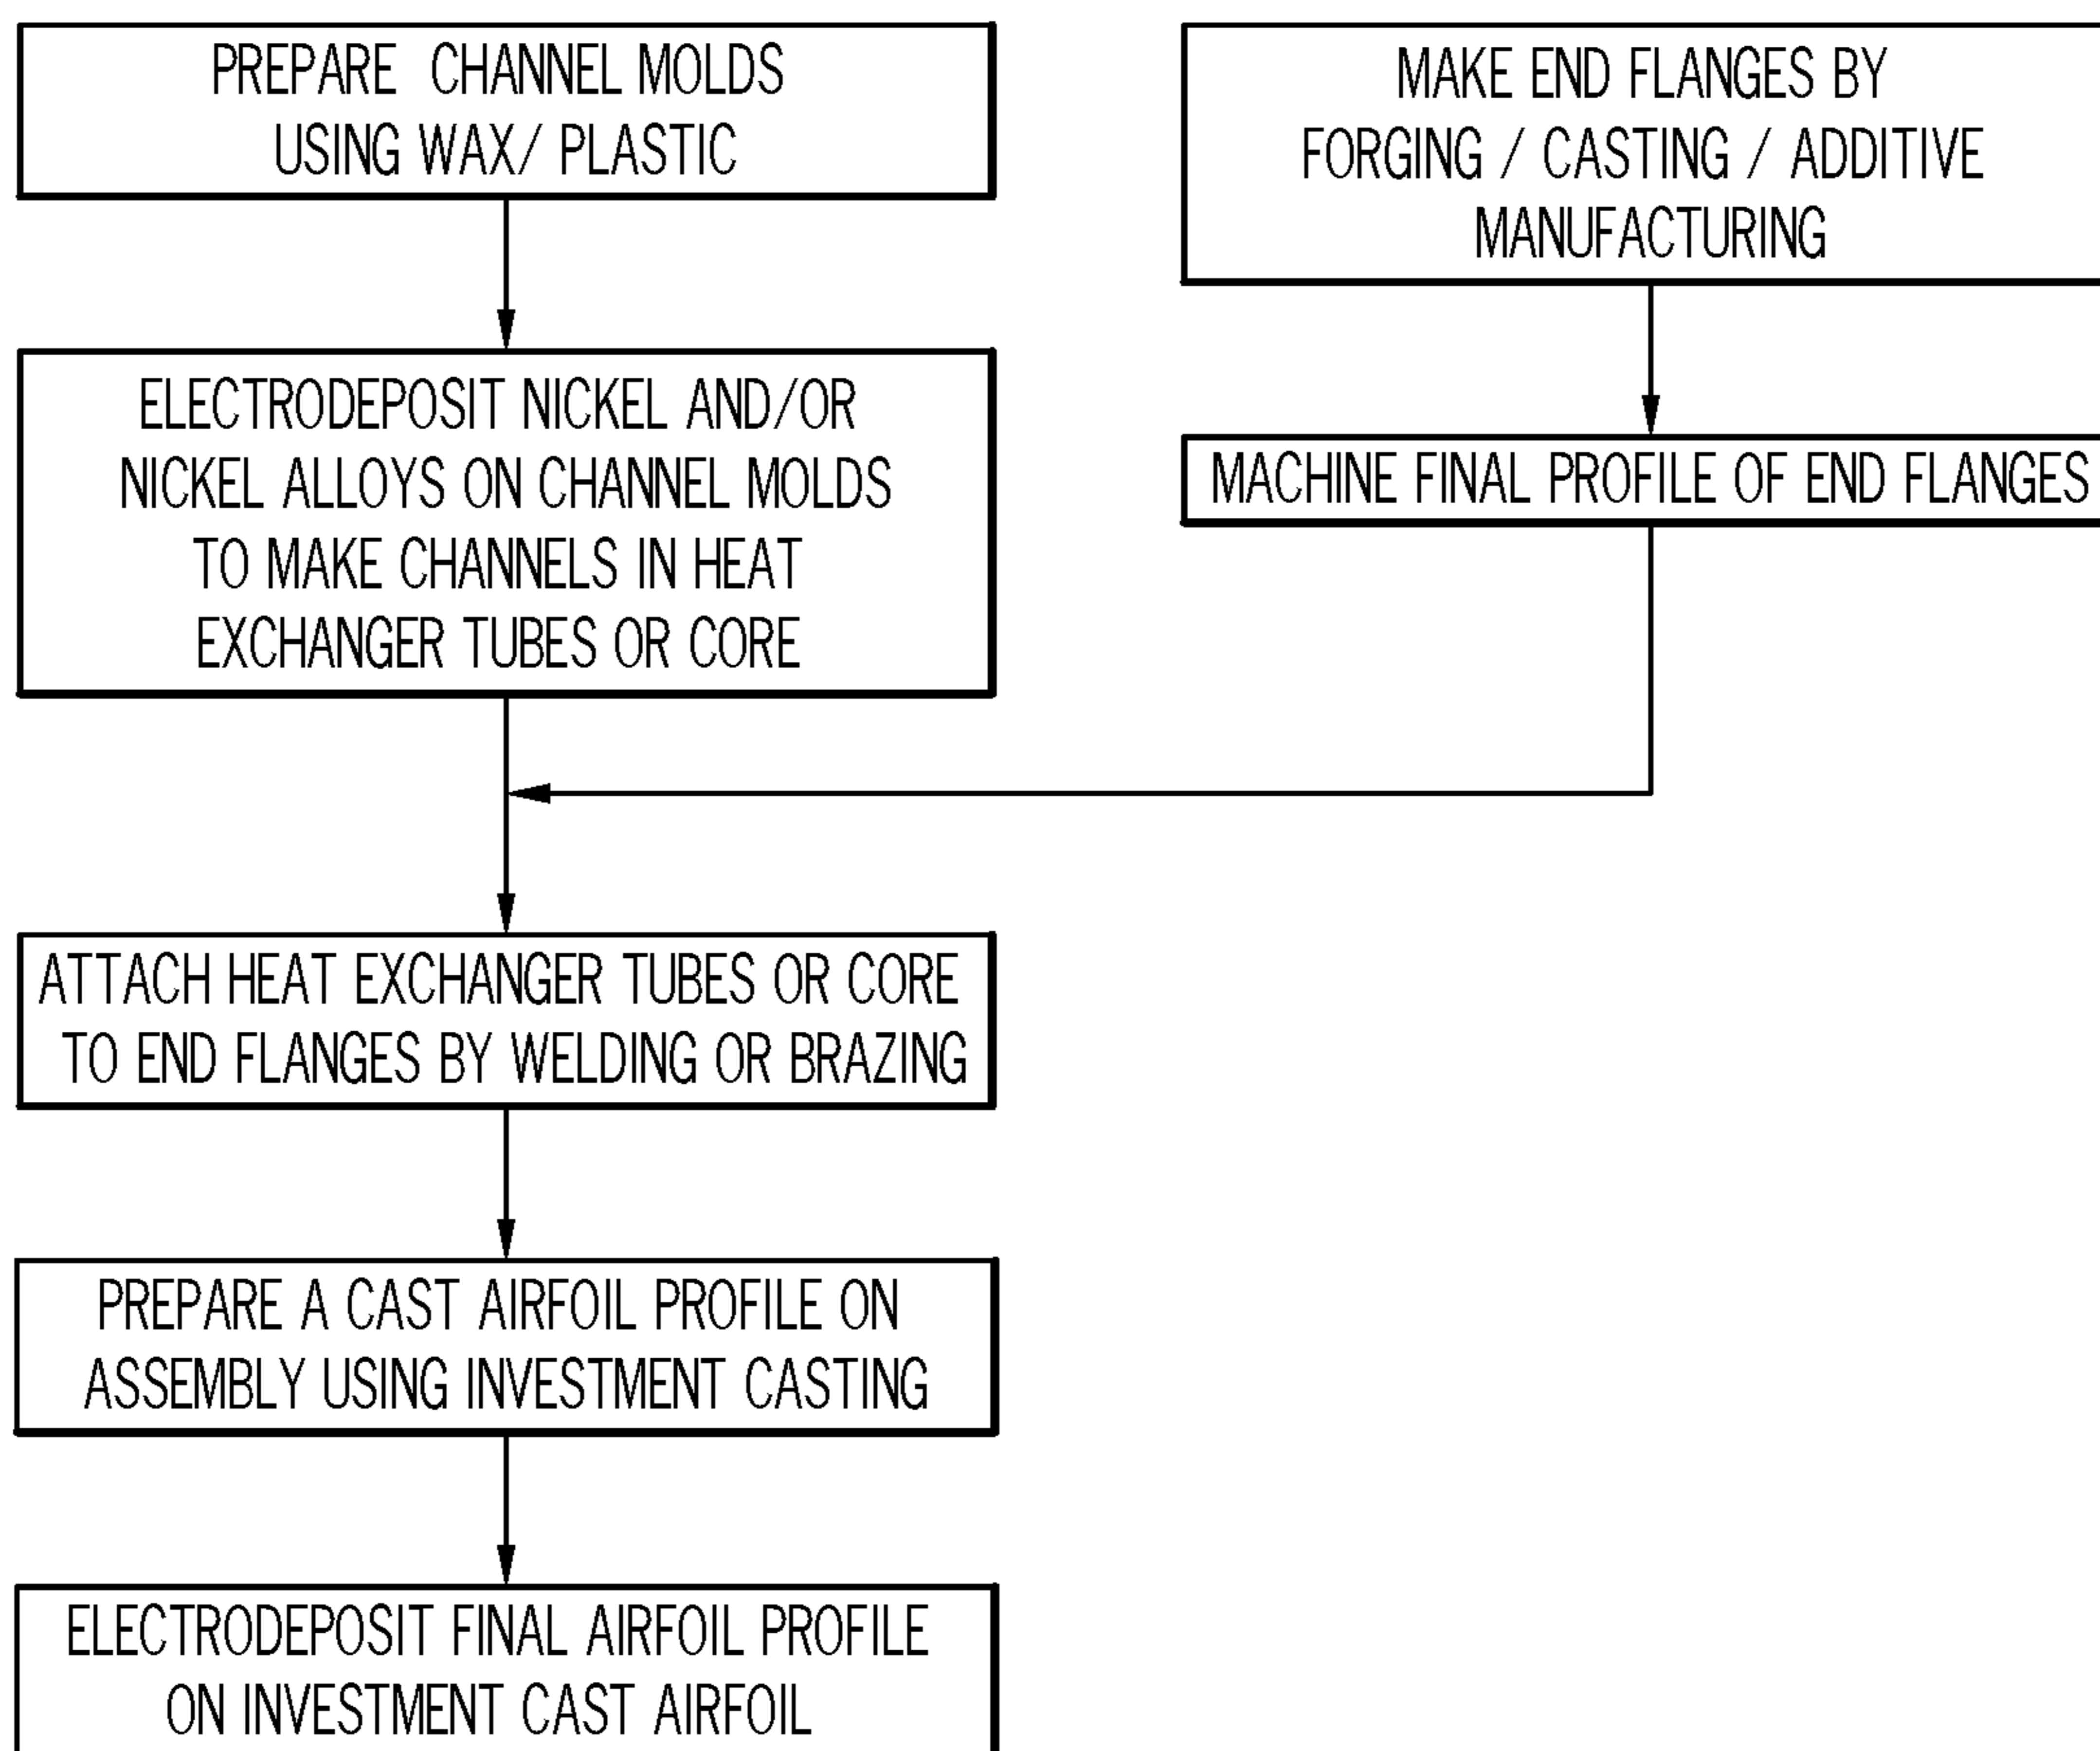 PREPARE CHANNEL MOLDS
USING WAX/ PLASTIC
MAKE END FLANGES BY
FORGING / CASTING / ADDITIVE
MANUFACTURING
ELECTRODEPOSIT NICKEL AND/OR
NICKEL ALLOYS ON CHANNEL MOLDS
TO MAKE CHANNELS IN HEAT
EXCHANGER TUBES OR CORE
MACHINE FINAL PROFILE OF END FLANGES
ATTACH HEAT EXCHANGER TUBES OR CORE
TO END FLANGES BY WELDING OR BRAZING
PREPARE A CAST AIRFOIL PROFILE ON
ASSEMBLY USING INVESTMENT CASTING
ELECTRODEPOSIT FINAL AIRFOIL PROFILE
ON INVESTMENT CAST AIRFOIL